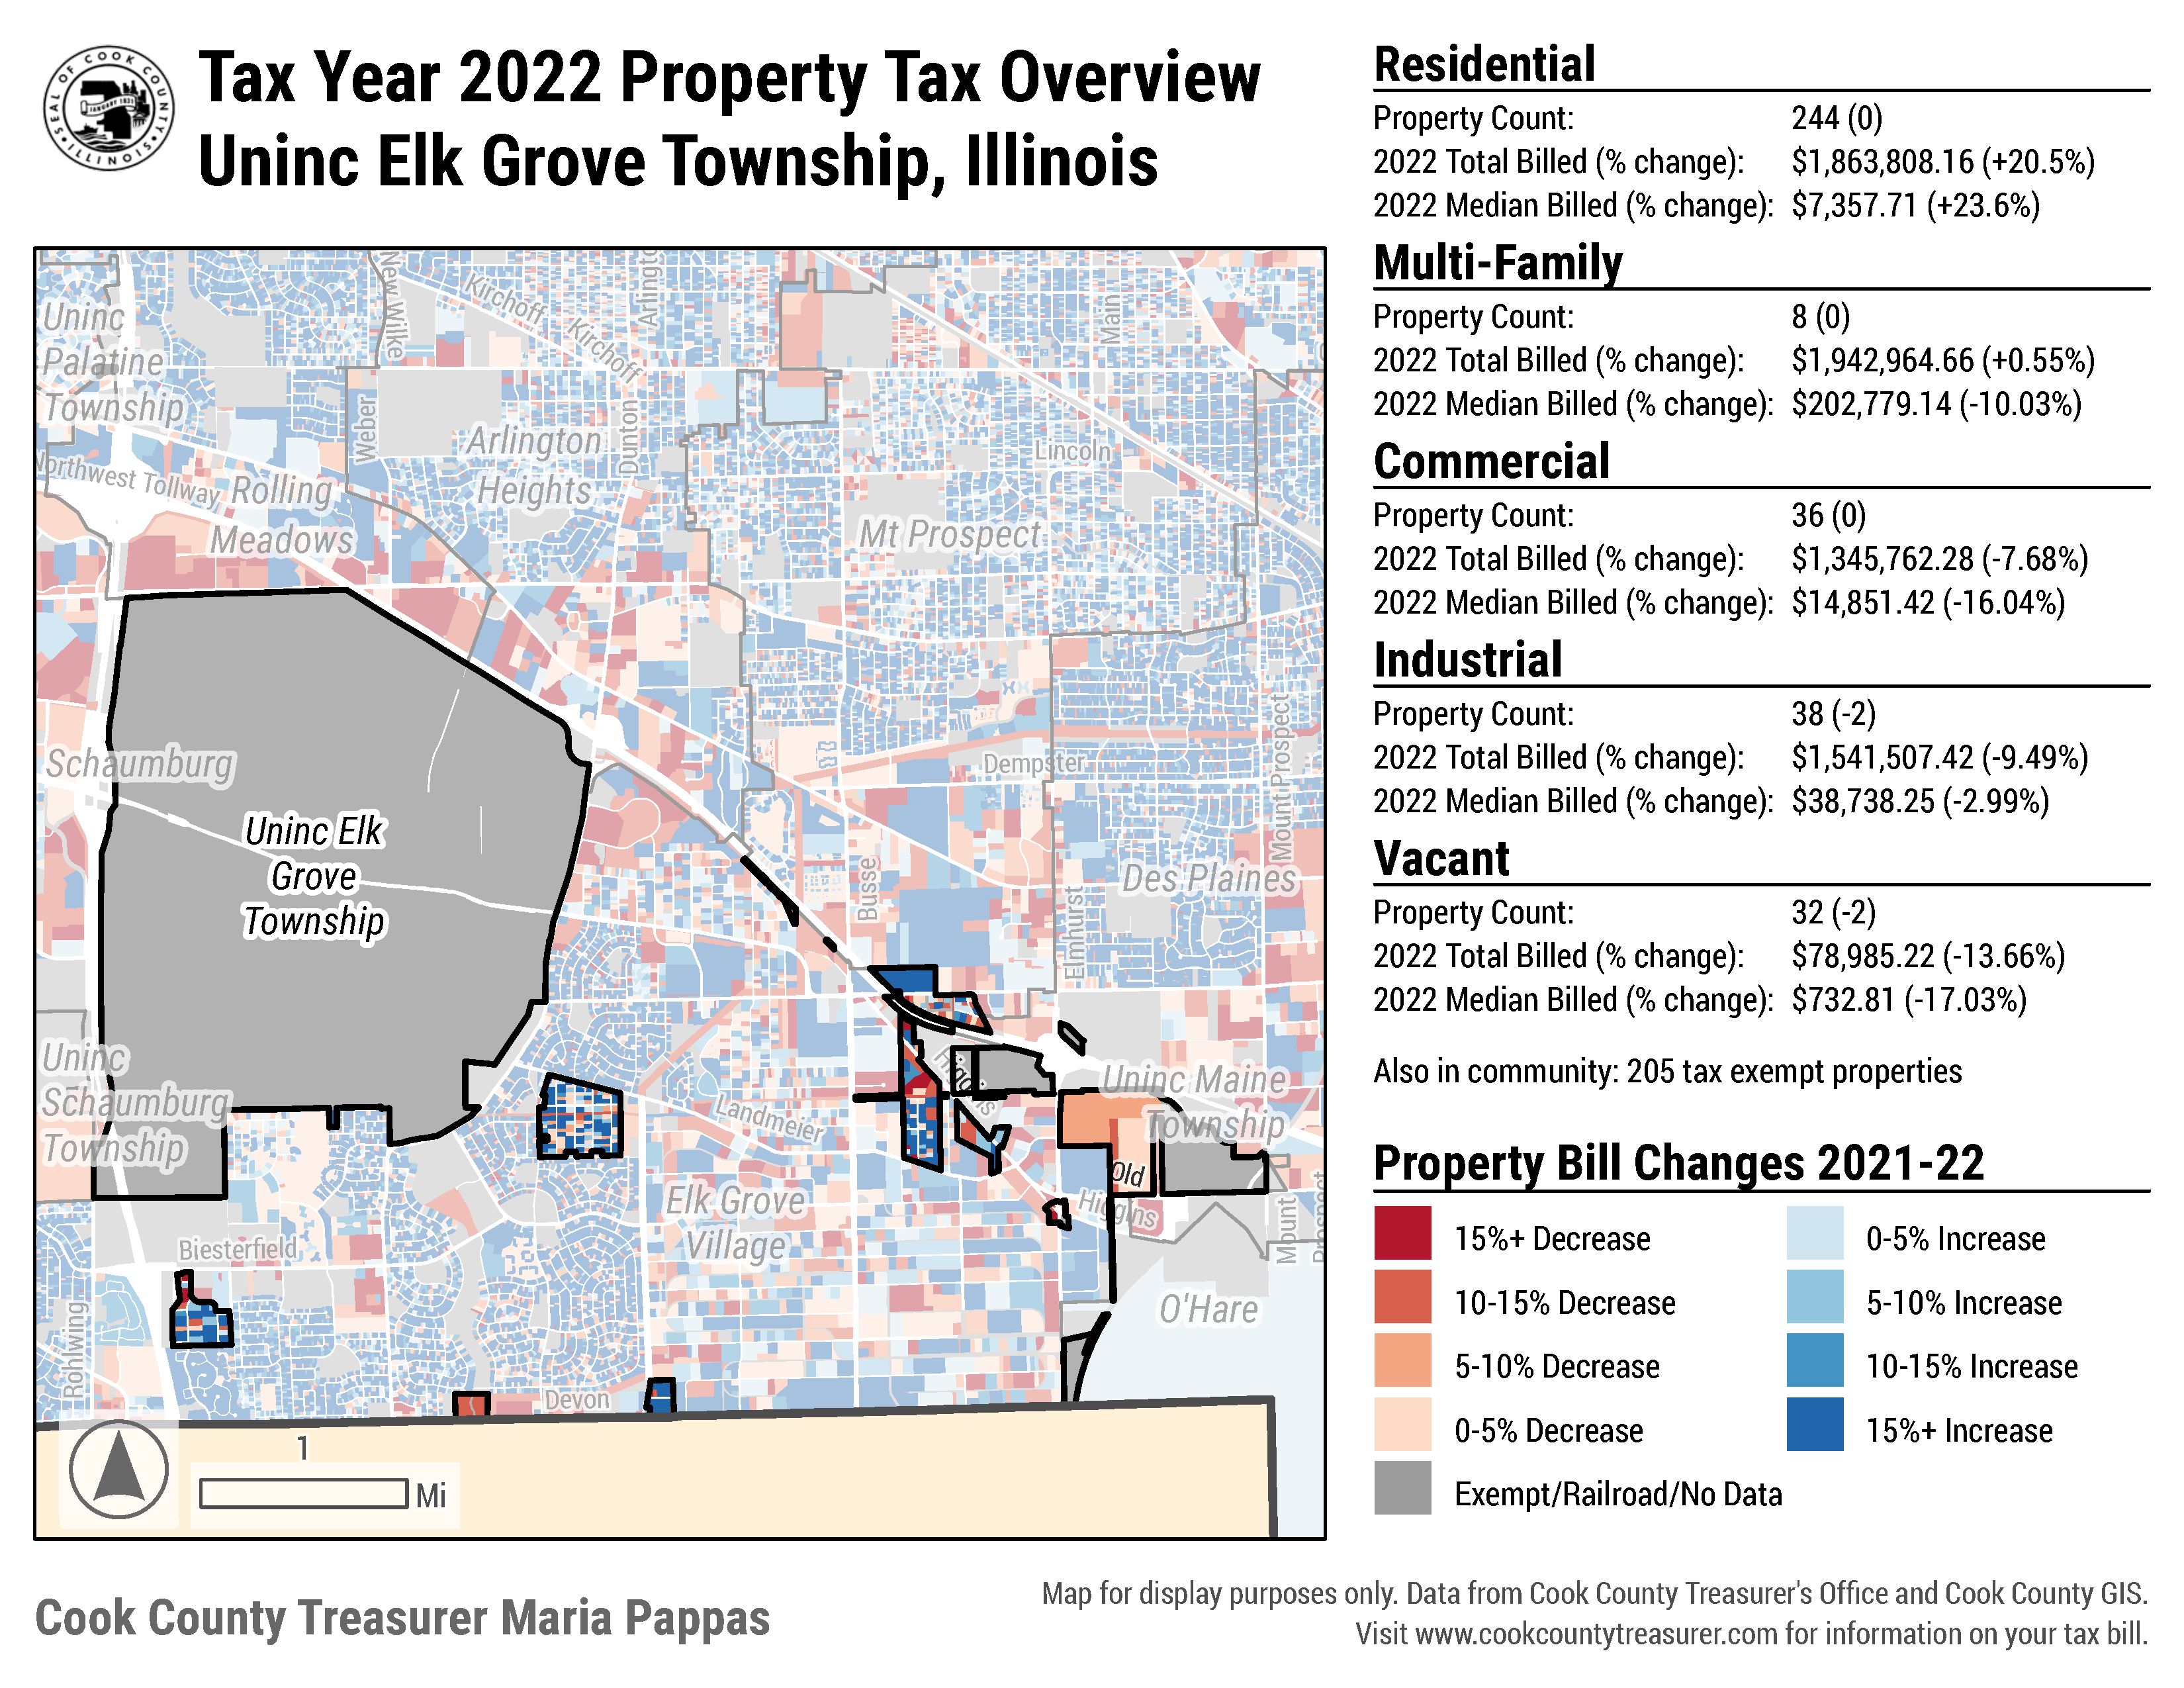 SEAL OF COOK COUNTY
ILLINOIS
JANUARY 1831
Tax Year 2022 Property Tax Overview
Uninc Elk Grove Township, Illinois
Residential
Property Count: 244 (0)
2022 Total Billed (% change): $1,863,808.16 (+20.5%)
2022 Median Billed (% change): $7,357.71 (+23.6%)
Multi-Family
Property Count: 8 (0)
2022 Total Billed (% change): $1,942,964.66 (+0.55%)
2022 Median Billed (% change): $202,779.14 (-10.03%)
Commercial
Property Count: 36 (0)
2022 Total Billed (% change): $1,345,762.28 (-7.68%)
2022 Median Billed (% change): $14,851.42 (-16.04%)
Industrial
Property Count: 38 (-2)
2022 Total Billed (% change): $1,541,507.42 (-9.49%)
2022 Median Billed (% change): $38,738.25 (-2.99%)
Vacant
Property Count: 32 (-2)
2022 Total Billed (% change): $78,985.22 (-13.66%)
2022 Median Billed (% change): $732.81 (-17.03%)
Also in community: 205 tax exempt properties
Property Bill Changes 2021-22
15%+ Decrease
10-15% Decrease
5-10% Decrease
0-5% Decrease
Exempt/Railroad/No Data
0-5% Increase
5-10% Increase
10-15% Increase
15%+ Increase
Uninc
Palatine
Township
New Wilke
Kirchoff
Kirchoff
Arlingto
Main
Weber
Arlington
Heights
Dunton
Lincoln
Northwest Tollway
Rolling
Meadows
Mt Prospect
Schaumburg
Dempster
Mount Prospect
Uninc Elk
Grove
Township
Busse
Elmhurst
Des Plaines
Uninc
Schaumburg
Township
Higgins
Uninc Maine
Township
Landmeier
Old
Higgins
Elk Grove
Village
Mount
Prospect
Biesterfield
O'Hare
Rohlwing
Devon
1
Mi
Cook County Treasurer Maria Pappas
Map for display purposes only. Data from Cook County Treasurer's Office and Cook County GIS.
Visit www.cookcountytreasurer.com for information on your tax bill.